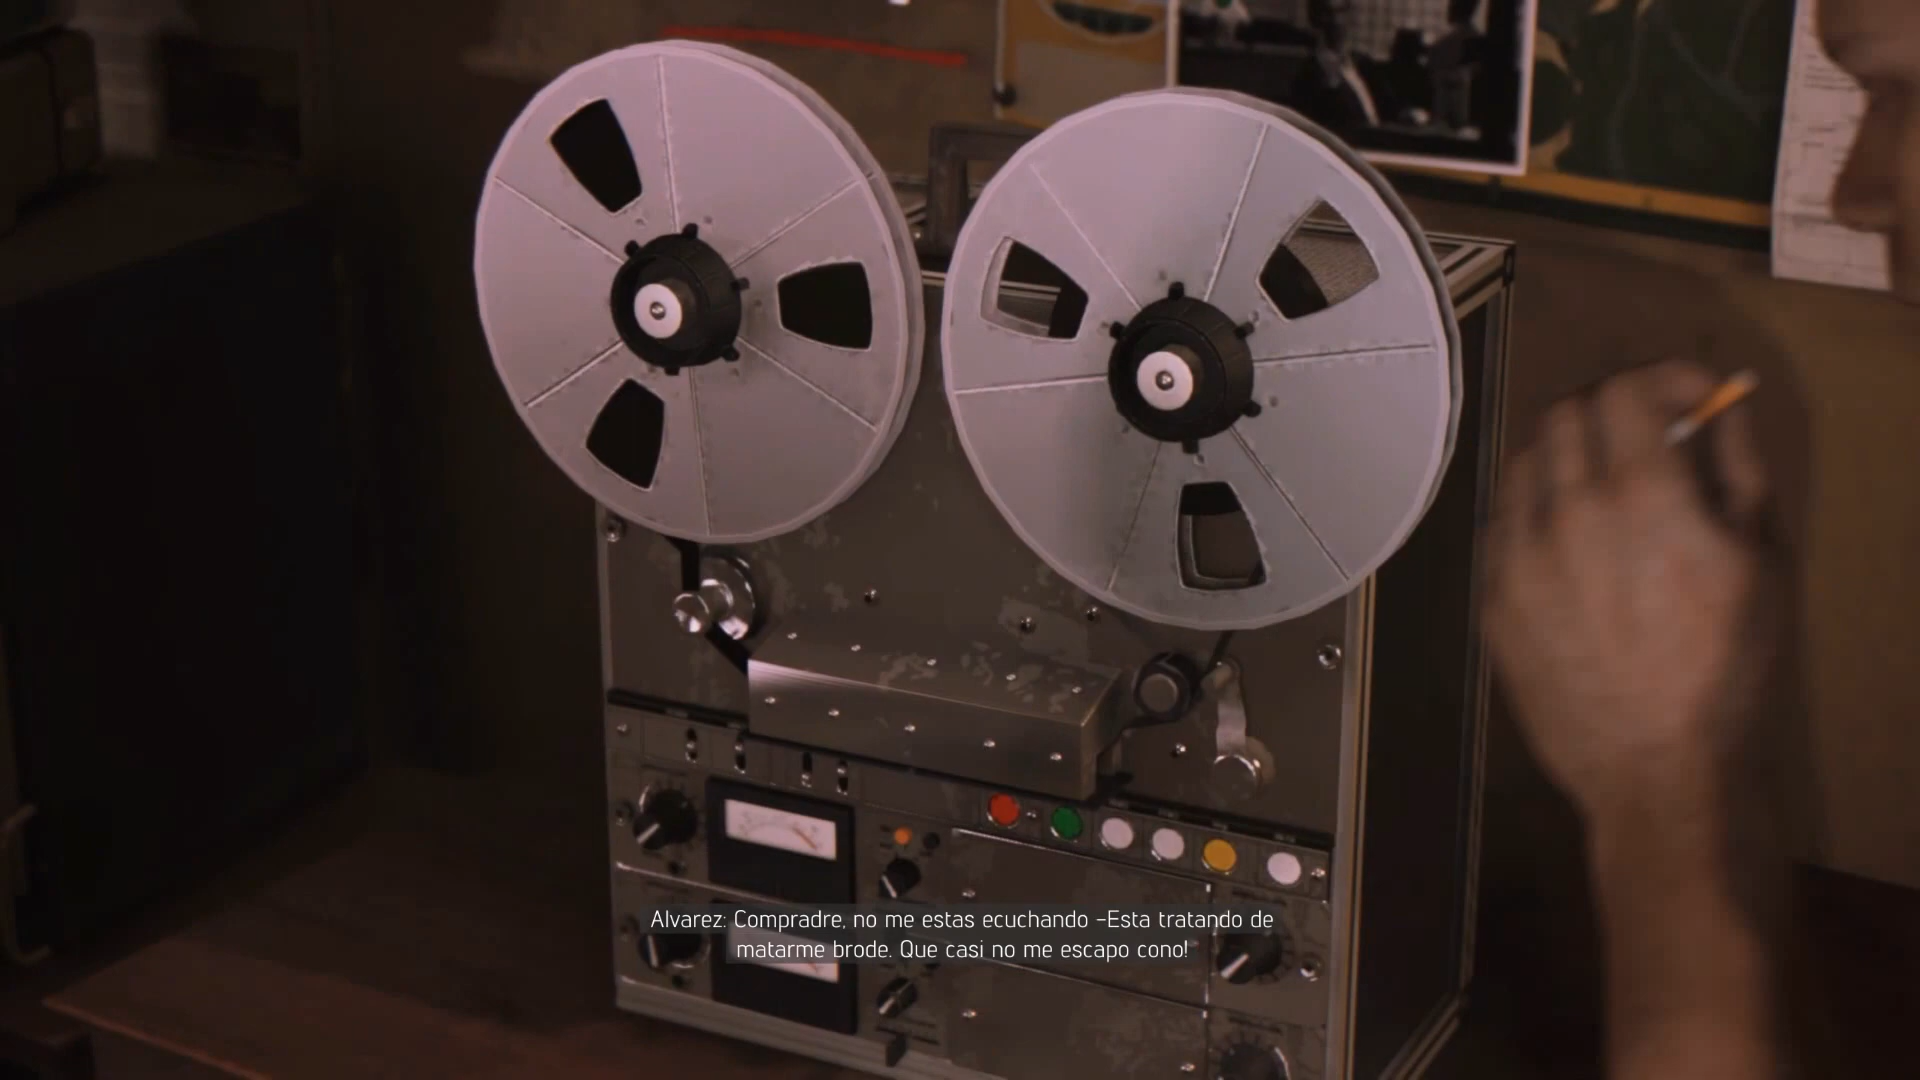 Alvarez: Compradre, no me estas ecuchando -Esta tratando de
matarme brode. Que casi no me escapo cono!